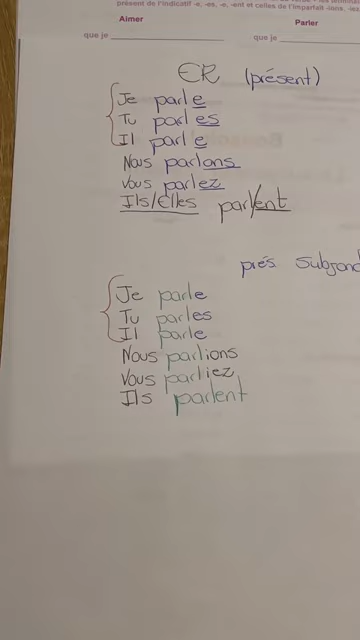 présent de l'indicatif -e, -es, -e, -ent et celles de l'imparfait -ions, -iez
Aimer Parler
que je que je
ER (présent)
Je parle
Tu parles
Il parle
Nous parlons
Vous parlez
Ils/Elles parlent
prés. Subjonc
Je parle
Tu parles
Il parle
Nous parlions
Vous parliez
Ils parlent